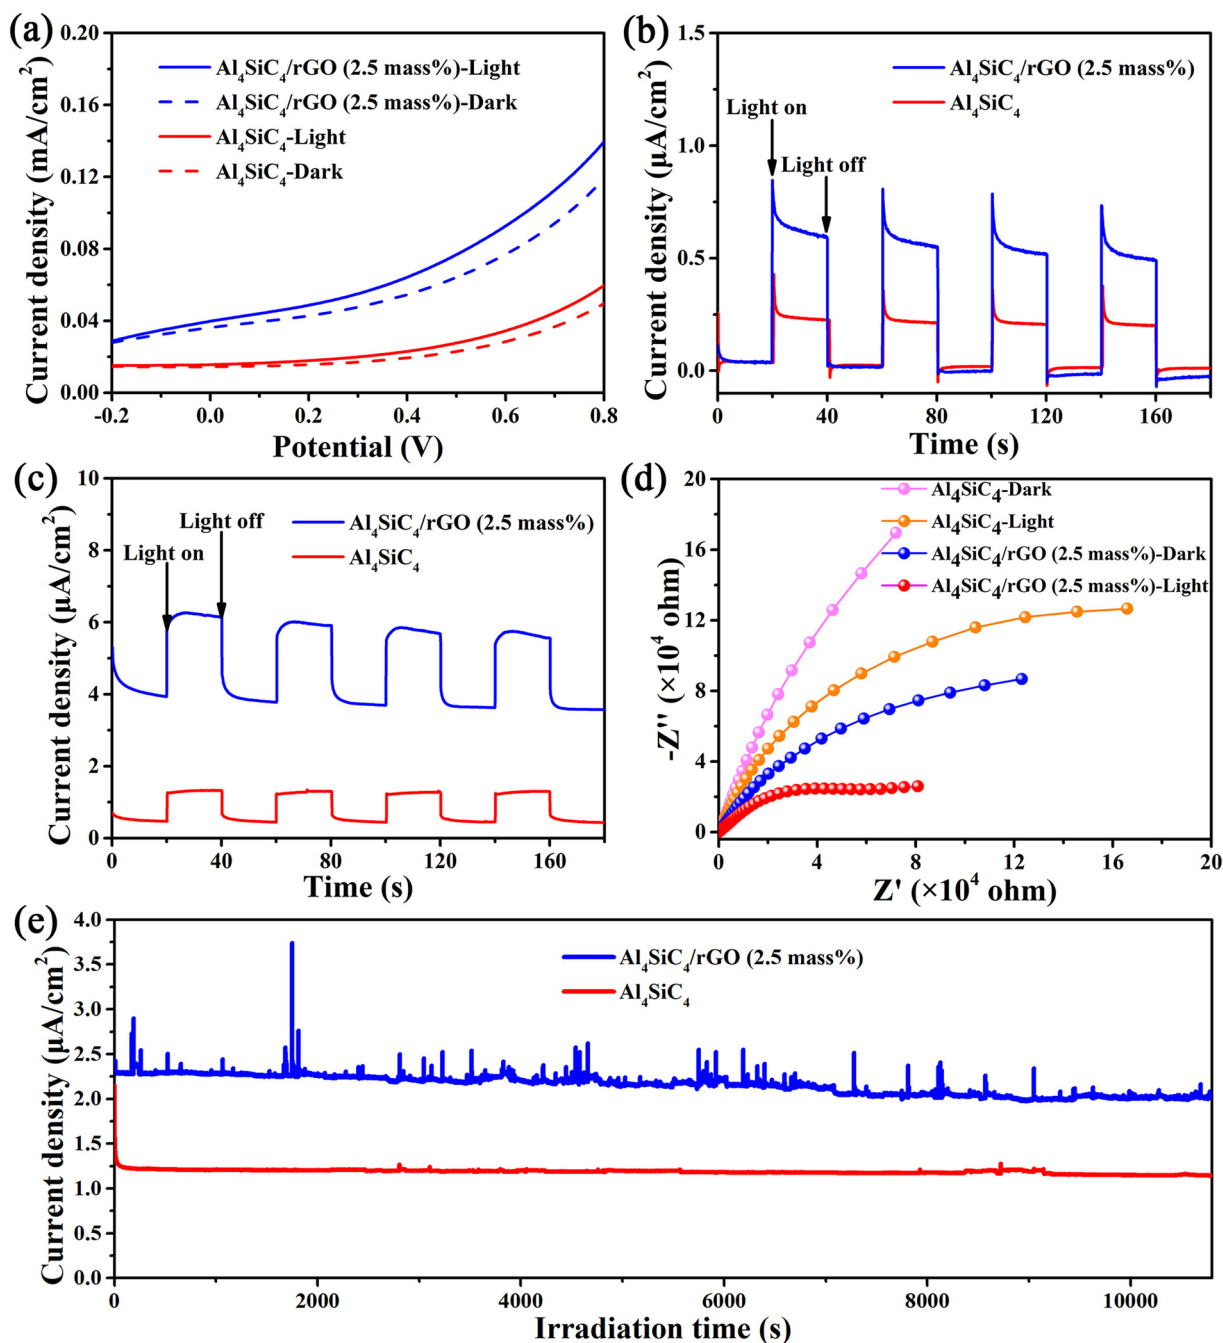 (a)
0.20
0.16
0.12
0.08
0.04
0.00
Current density (mA/cm²)
Al₄SiC₄/rGO (2.5 mass%)-Light
Al₄SiC₄/rGO (2.5 mass%)-Dark
Al₄SiC₄-Light
Al₄SiC₄-Dark
-0.2 0.0 0.2 0.4 0.6 0.8
Potential (V)
(b)
1.5
1.0
0.5
0.0
Current density (μA/cm²)
Al₄SiC₄/rGO (2.5 mass%)
Al₄SiC₄
Light on
Light off
0 40 80 120 160
Time (s)
(c)
10
8
6
4
2
0
Current density (μA/cm²)
Light off
Light on
Al₄SiC₄/rGO (2.5 mass%)
Al₄SiC₄
0 40 80 120 160
Time (s)
(d)
20
16
12
8
4
0
-Z'' (×10⁴ ohm)
Al₄SiC₄-Dark
Al₄SiC₄-Light
Al₄SiC₄/rGO (2.5 mass%)-Dark
Al₄SiC₄/rGO (2.5 mass%)-Light
0 4 8 12 16 20
Z' (×10⁴ ohm)
(e)
4.0
3.5
3.0
2.5
2.0
1.5
1.0
0.5
0.0
Current density (μA/cm²)
Al₄SiC₄/rGO (2.5 mass%)
Al₄SiC₄
0 2000 4000 6000 8000 10000
Irradiation time (s)